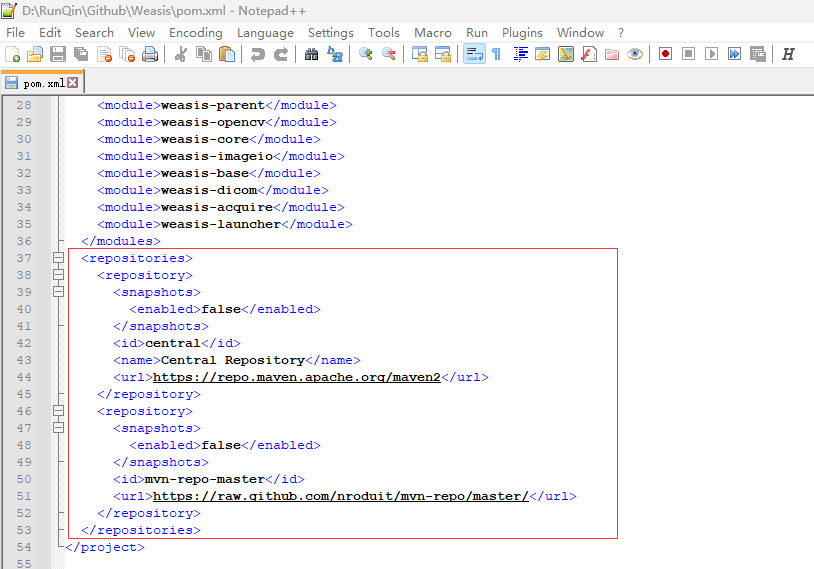 D:\RunQin\Github\Weasis\pom.xml - Notepad++
File Edit Search View Encoding Language Settings Tools Macro Run Plugins Window ?
pom.xml
28 <module>weasis-parent</module>
29 <module>weasis-opencv</module>
30 <module>weasis-core</module>
31 <module>weasis-imageio</module>
32 <module>weasis-base</module>
33 <module>weasis-dicom</module>
34 <module>weasis-acquire</module>
35 <module>weasis-launcher</module>
36 </modules>
37 <repositories>
38 <repository>
39 <snapshots>
40 <enabled>false</enabled>
41 </snapshots>
42 <id>central</id>
43 <name>Central Repository</name>
44 <url>https://repo.maven.apache.org/maven2</url>
45 </repository>
46 <repository>
47 <snapshots>
48 <enabled>false</enabled>
49 </snapshots>
50 <id>mvn-repo-master</id>
51 <url>https://raw.github.com/nroduit/mvn-repo/master/</url>
52 </repository>
53 </repositories>
54 </project>
55